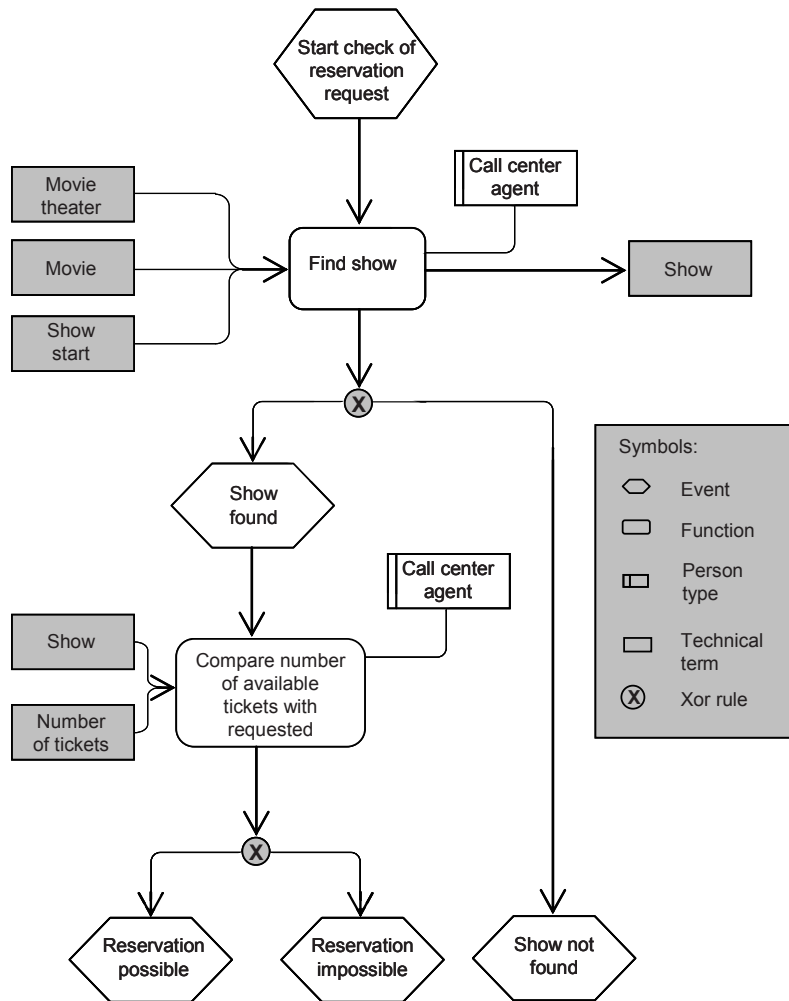 Start check of
reservation
request
Call center
agent
Movie
theater
Movie
Show
start
Find show
Show
X
Show
found
Symbols:
Event
Function
Person
type
Technical
term
X Xor rule
Call center
agent
Show
Number
of tickets
Compare number
of available
tickets with
requested
X
Reservation
possible
Reservation
impossible
Show not
found